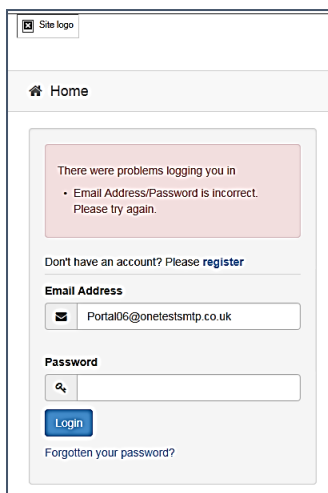 Site logo
Home
There were problems logging you in
• Email Address/Password is incorrect.
Please try again.
Don't have an account? Please register
Email Address
Portal06@onetestsmtp.co.uk
Password
Login
Forgotten your password?